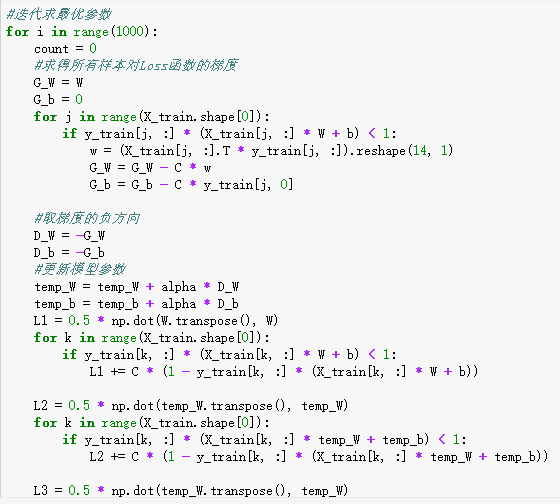 #迭代求最优参数
for i in range(1000):
    count = 0
    #求得所有样本对Loss函数的梯度
    G_W = W
    G_b = 0
    for j in range(X_train.shape[0]):
        if y_train[j, :] * (X_train[j, :] * W + b) < 1:
            w = (X_train[j, :].T * y_train[j, :]).reshape(14, 1)
            G_W = G_W - C * w
            G_b = G_b - C * y_train[j, 0]

    #取梯度的负方向
    D_W = -G_W
    D_b = -G_b
    #更新模型参数
    temp_W = temp_W + alpha * D_W
    temp_b = temp_b + alpha * D_b
    L1 = 0.5 * np.dot(W.transpose(), W)
    for k in range(X_train.shape[0]):
        if y_train[k, :] * (X_train[k, :] * W + b) < 1:
            L1 += C * (1 - y_train[k, :] * (X_train[k, :] * W + b))

    L2 = 0.5 * np.dot(temp_W.transpose(), temp_W)
    for k in range(X_train.shape[0]):
        if y_train[k, :] * (X_train[k, :] * temp_W + temp_b) < 1:
            L2 += C * (1 - y_train[k, :] * (X_train[k, :] * temp_W + temp_b))

    L3 = 0.5 * np.dot(temp_W.transpose(), temp_W)